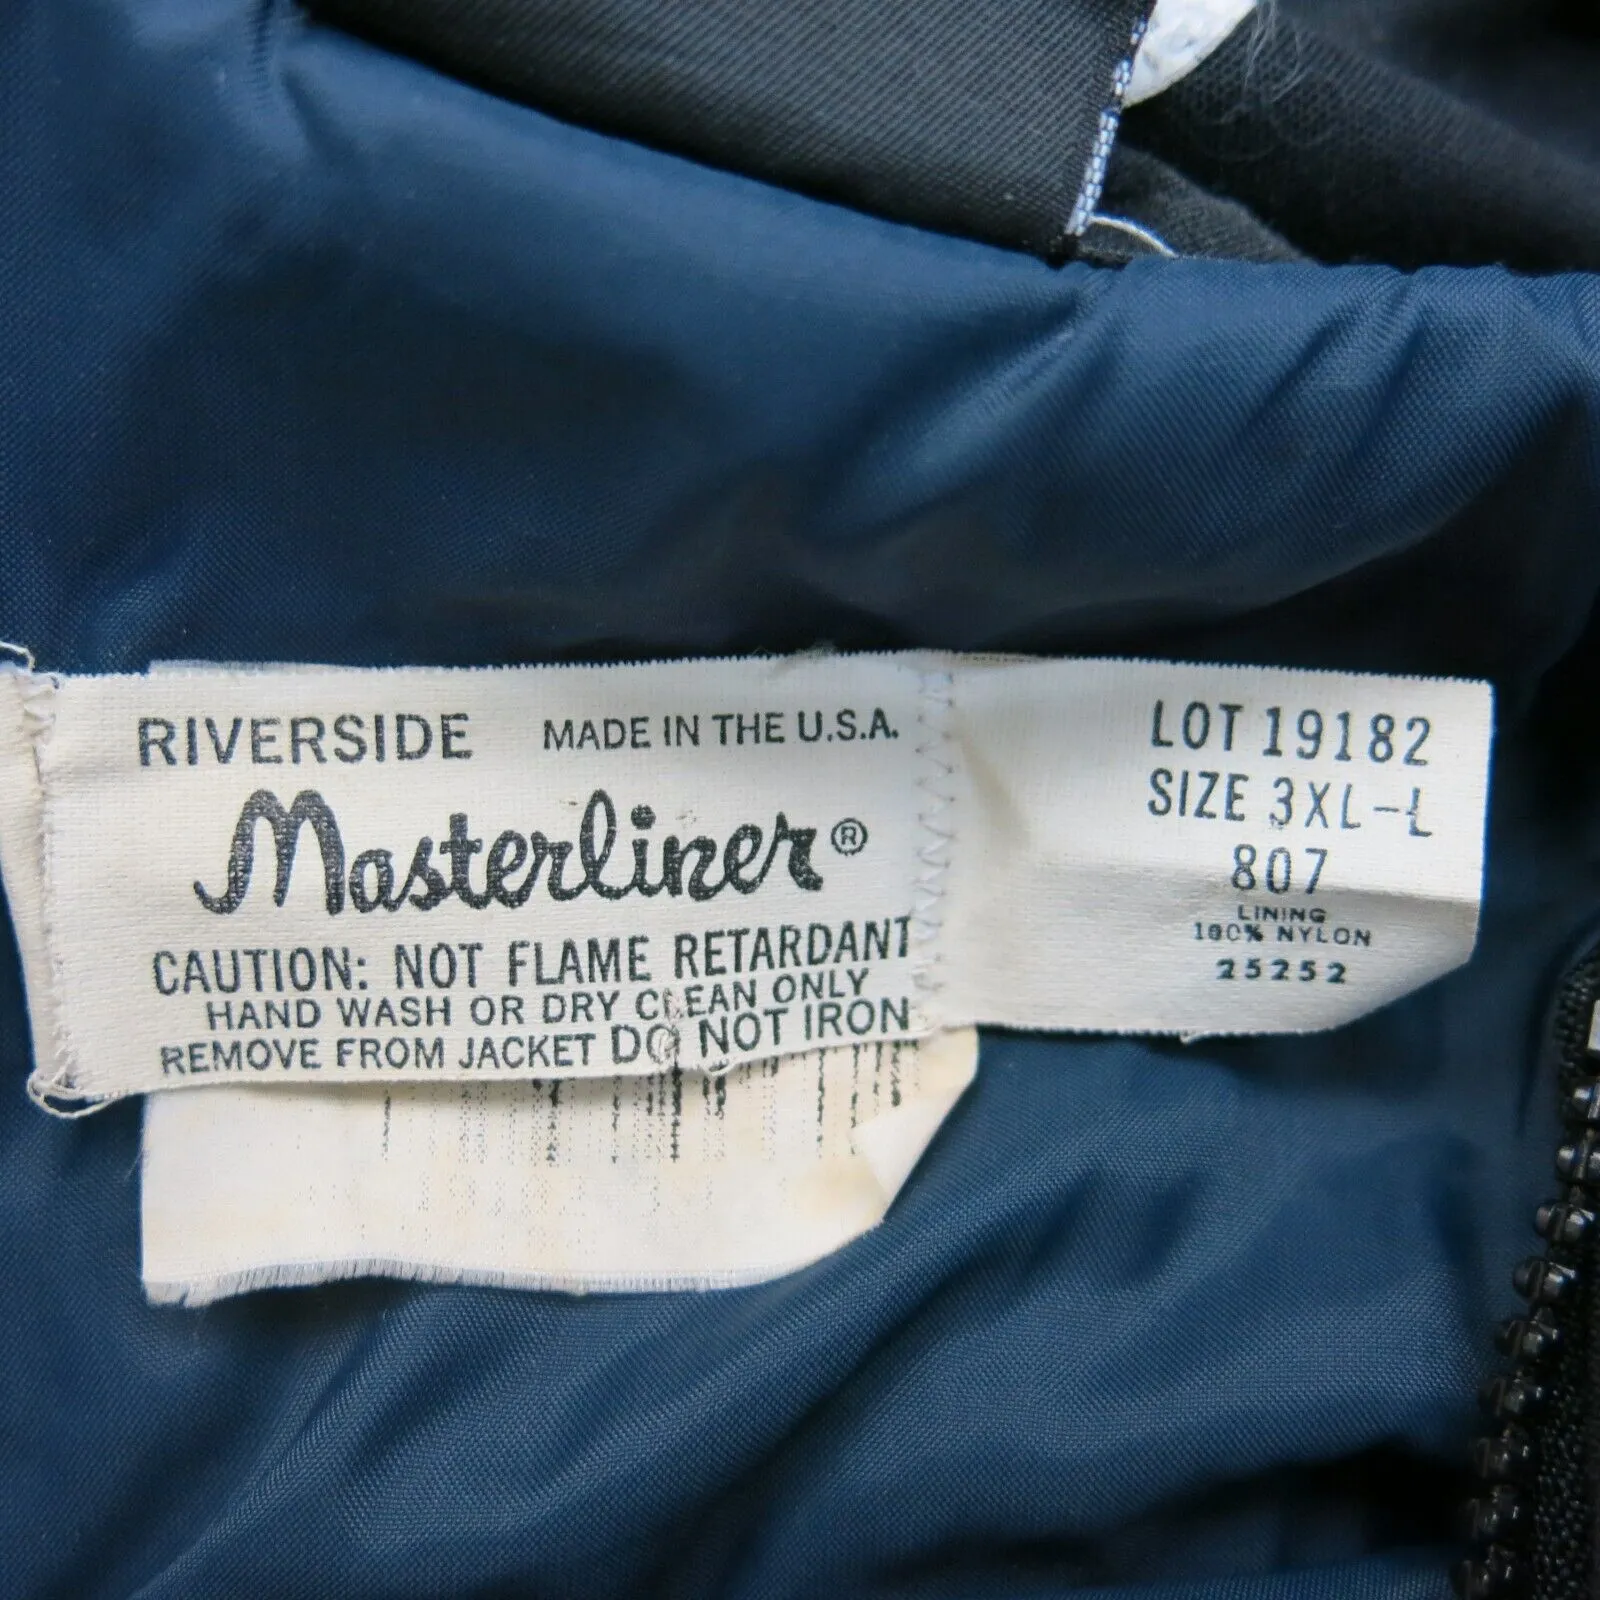 RIVERSIDE MADE IN THE U.S.A.
Masterliner®
CAUTION: NOT FLAME RETARDANT
HAND WASH OR DRY CLEAN ONLY
REMOVE FROM JACKET DO NOT IRON
LOT 19182
SIZE 3XL-L
807
LINING
100% NYLON
25252